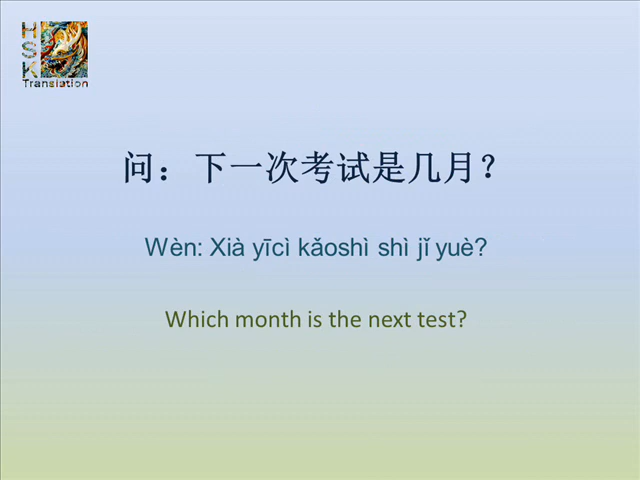 HSK
Translation
问：下一次考试是几月？
Wèn: Xià yīcì kǎoshì shì jǐ yuè?
Which month is the next test?